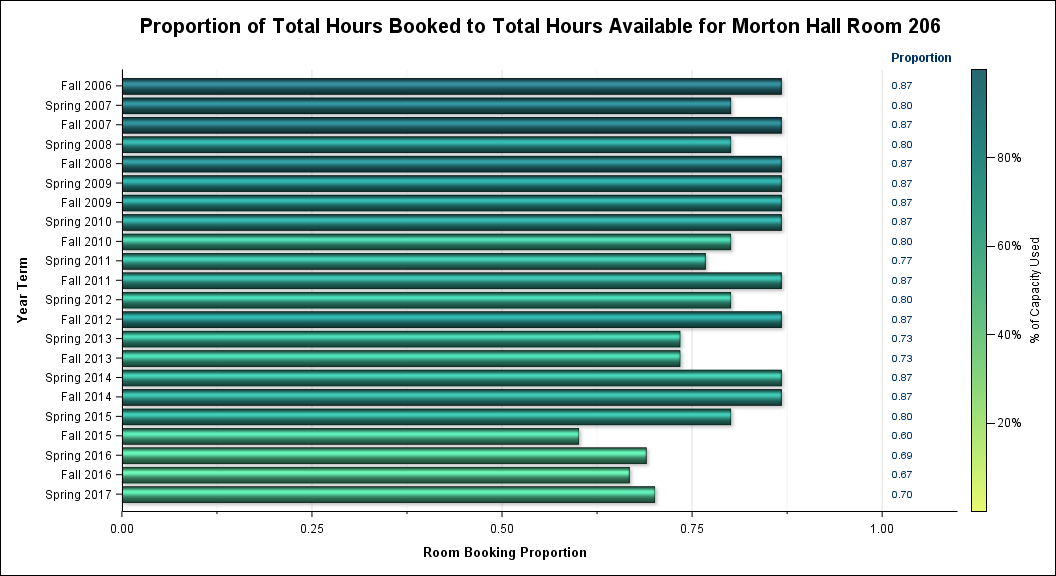 Proportion of Total Hours Booked to Total Hours Available for Morton Hall Room 206
Proportion
Fall 2006 0.87
Spring 2007 0.80
Fall 2007 0.87
Spring 2008 0.80
Fall 2008 0.87
Spring 2009 0.87
Fall 2009 0.87
Spring 2010 0.87
Fall 2010 0.80
Spring 2011 0.77
Fall 2011 0.87
Spring 2012 0.80
Fall 2012 0.87
Spring 2013 0.73
Fall 2013 0.73
Spring 2014 0.87
Fall 2014 0.87
Spring 2015 0.80
Fall 2015 0.60
Spring 2016 0.69
Fall 2016 0.67
Spring 2017 0.70
Year Term
0.00 0.25 0.50 0.75 1.00
Room Booking Proportion
80%
60%
40%
20%
% of Capacity Used